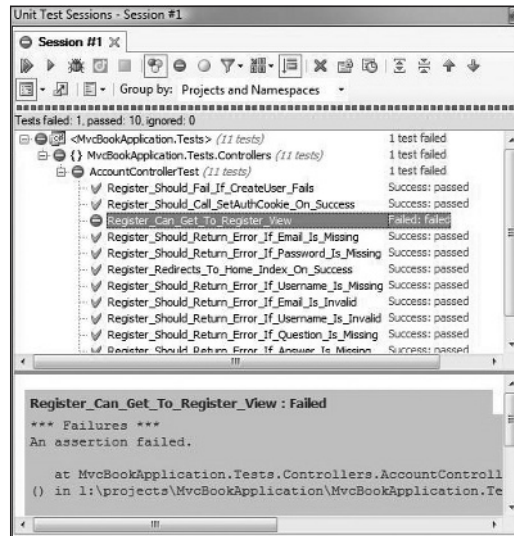 Unit Test Sessions - Session #1
Session #1
Group by: Projects and Namespaces
Tests failed: 1, passed: 10, ignored: 0
<MvcBookApplication.Tests> (11 tests) 1 test failed
{} MvcBookApplication.Tests.Controllers (11 tests) 1 test failed
AccountControllerTest (11 tests) 1 test failed
Register_Should_Fail_If_CreateUser_Fails Success: passed
Register_Should_Call_SetAuthCookie_On_Success Success: passed
Register_Can_Get_To_Register_View Failed: failed
Register_Should_Return_Error_If_Email_Is_Missing Success: passed
Register_Should_Return_Error_If_Password_Is_Missing Success: passed
Register_Redirects_To_Home_Index_On_Success Success: passed
Register_Should_Return_Error_If_Username_Is_Missing Success: passed
Register_Should_Return_Error_If_Email_Is_Invalid Success: passed
Register_Should_Return_Error_If_Username_Is_Invalid Success: passed
Register_Should_Return_Error_If_Question_Is_Missing Success: passed
Register_Should_Return_Error_If_Answer_Is_Missing Success: passed
Register_Can_Get_To_Register_View : Failed
*** Failures ***
An assertion failed.
at MvcBookApplication.Tests.Controllers.AccountControll
() in l:\projects\MvcBookApplication\MvcBookApplication.Te